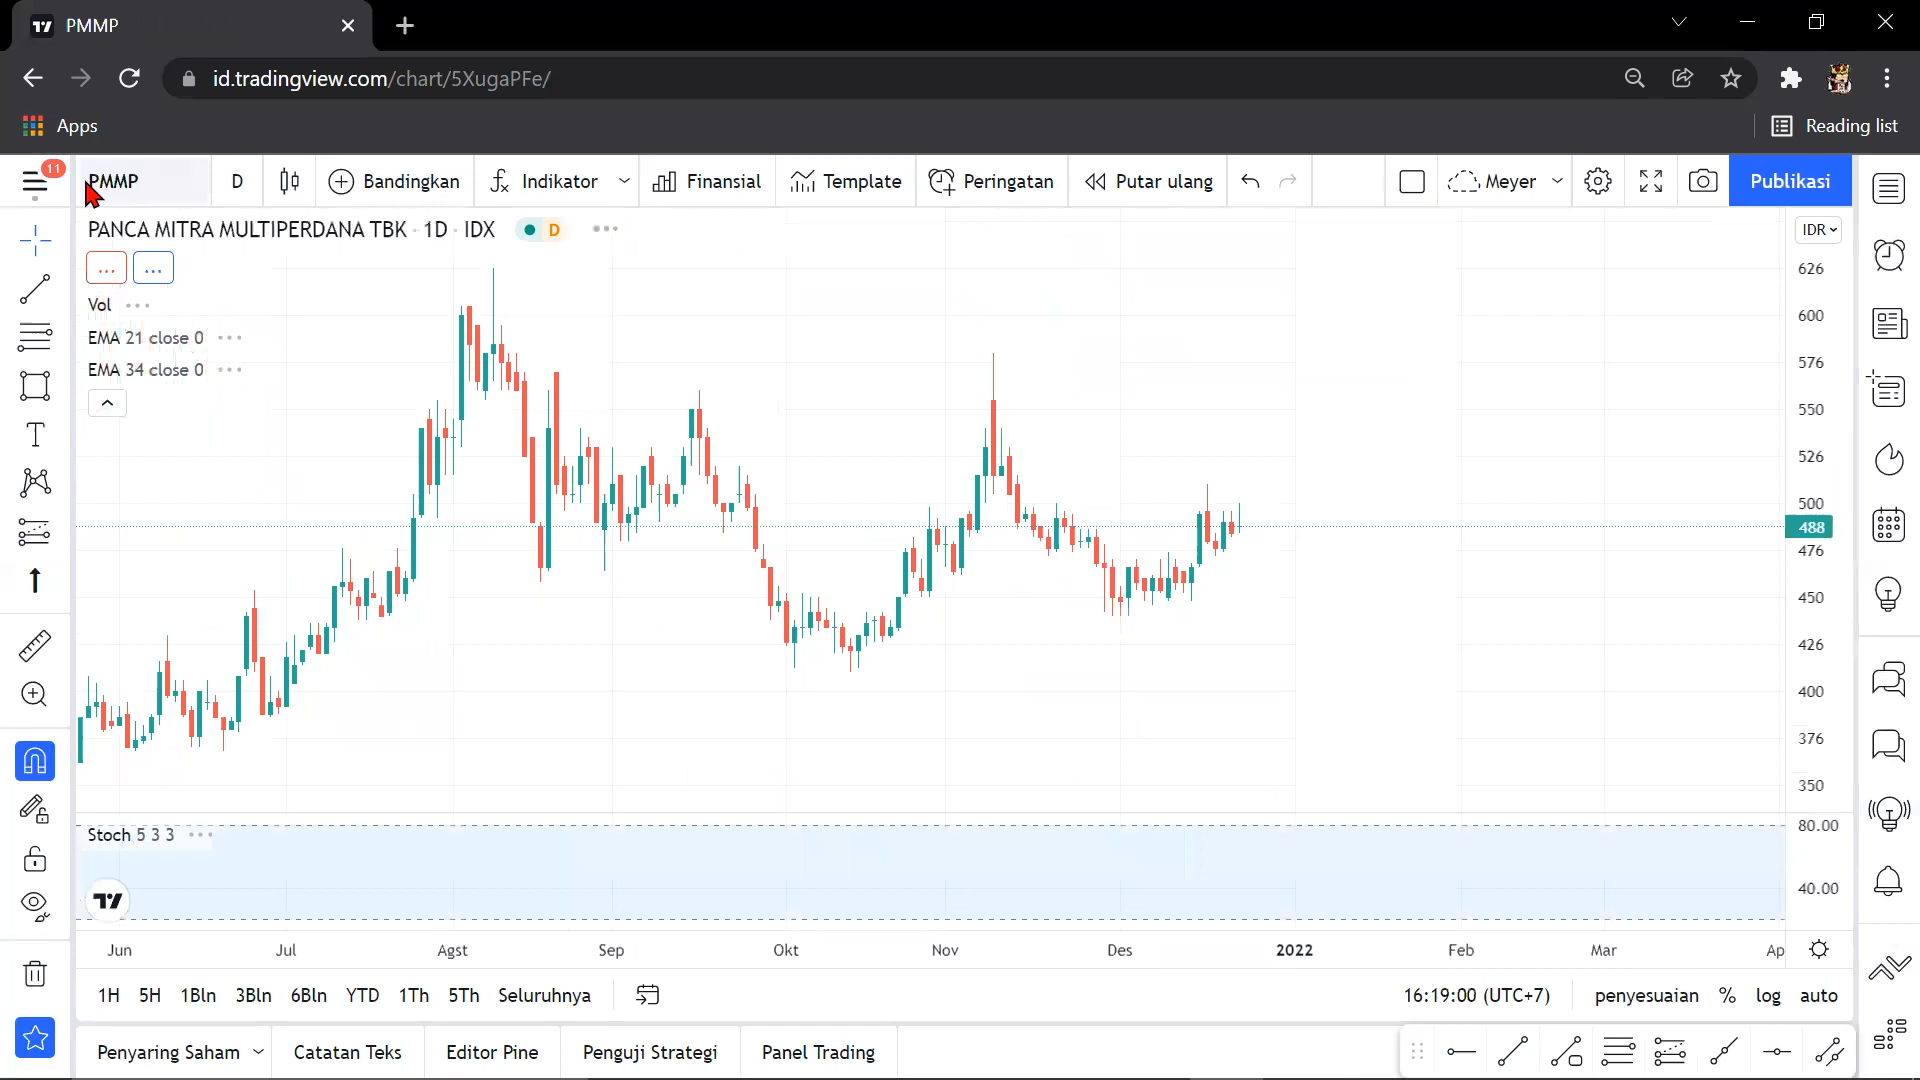 PMMP
id.tradingview.com/chart/5XugaPFe/
Apps
Reading list
11
PMMP
D
Bandingkan
Indikator
Finansial
Template
Peringatan
Putar ulang
Meyer
Publikasi
PANCA MITRA MULTIPERDANA TBK · 1D · IDX
D
IDR
Vol
EMA 21 close 0
EMA 34 close 0
626
600
576
550
526
500
488
476
450
426
400
376
350
Stoch 5 3 3
80.00
40.00
Jun
Jul
Agst
Sep
Okt
Nov
Des
2022
Feb
Mar
Ap
1H
5H
1Bln
3Bln
6Bln
YTD
1Th
5Th
Seluruhnya
16:19:00 (UTC+7)
penyesuaian
%
log
auto
Penyaring Saham
Catatan Teks
Editor Pine
Penguji Strategi
Panel Trading